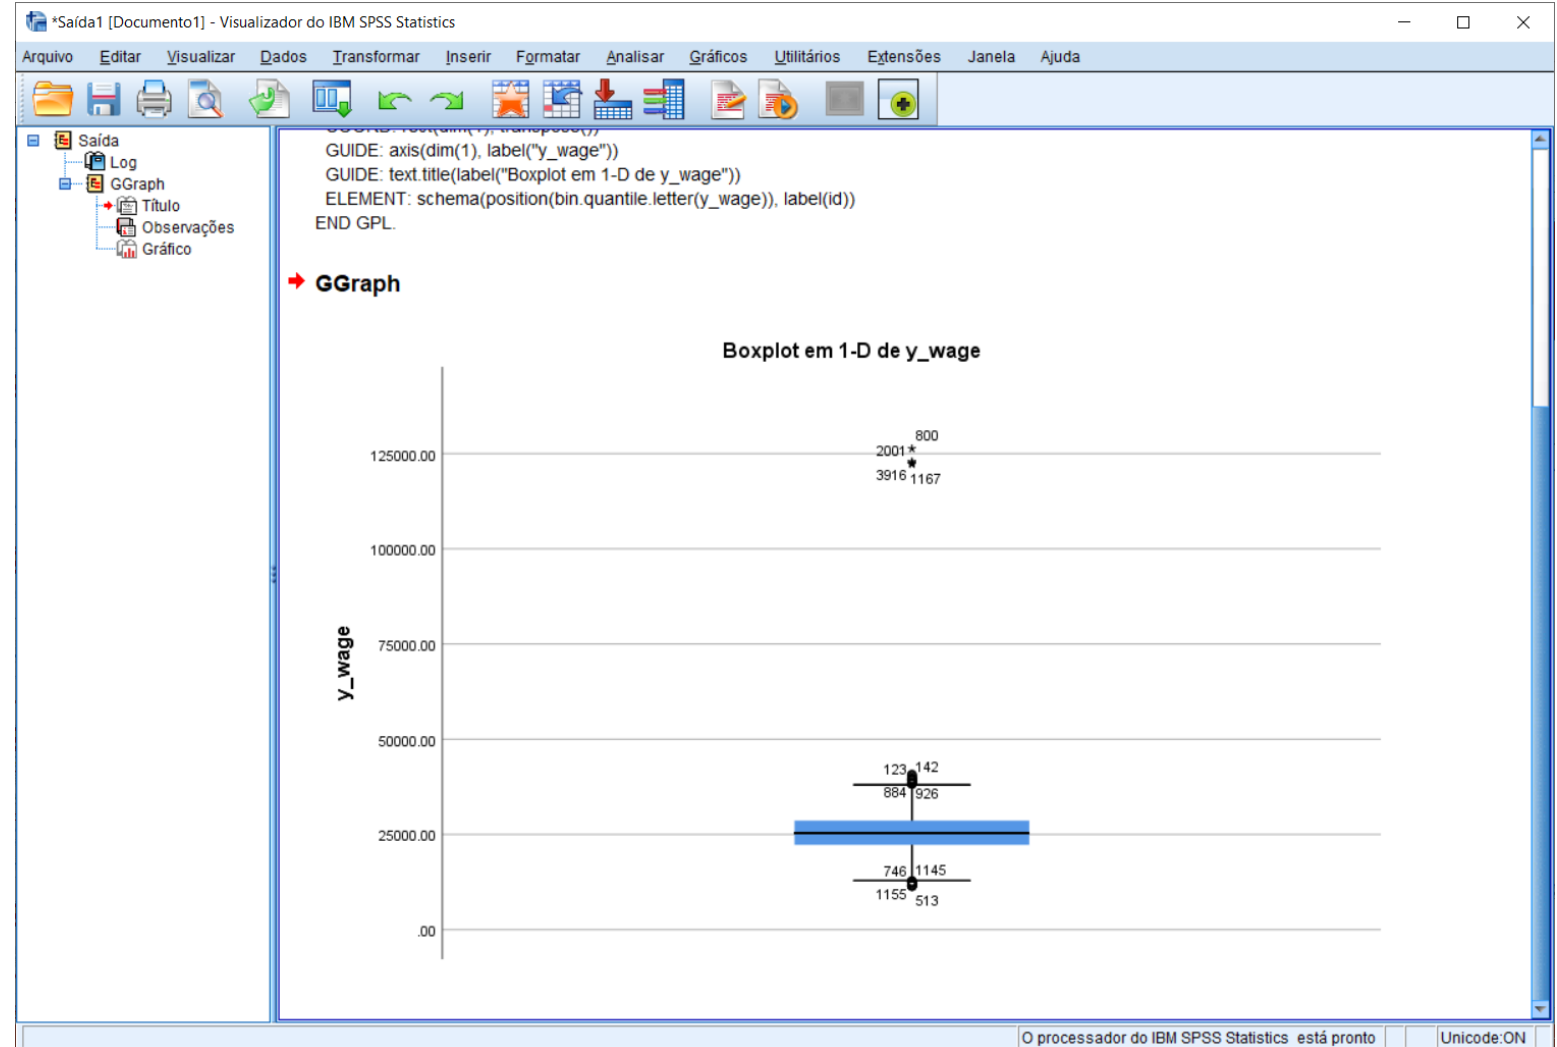 *Saída1 [Documento1] - Visualizador do IBM SPSS Statistics
Arquivo Editar Visualizar Dados Transformar Inserir Formatar Analisar Gráficos Utilitários Extensões Janela Ajuda
Saída
Log
GGraph
Título
Observações
Gráfico
GUIDE: axis(dim(1), label("y_wage"))
GUIDE: text.title(label("Boxplot em 1-D de y_wage"))
ELEMENT: schema(position(bin.quantile.letter(y_wage)), label(id))
END GPL.
GGraph
Boxplot em 1-D de y_wage
800
2001
3916 1167
125000.00
100000.00
75000.00
50000.00
25000.00
.00
y_wage
123 142
884 926
746 1145
1155 513
O processador do IBM SPSS Statistics está pronto
Unicode:ON